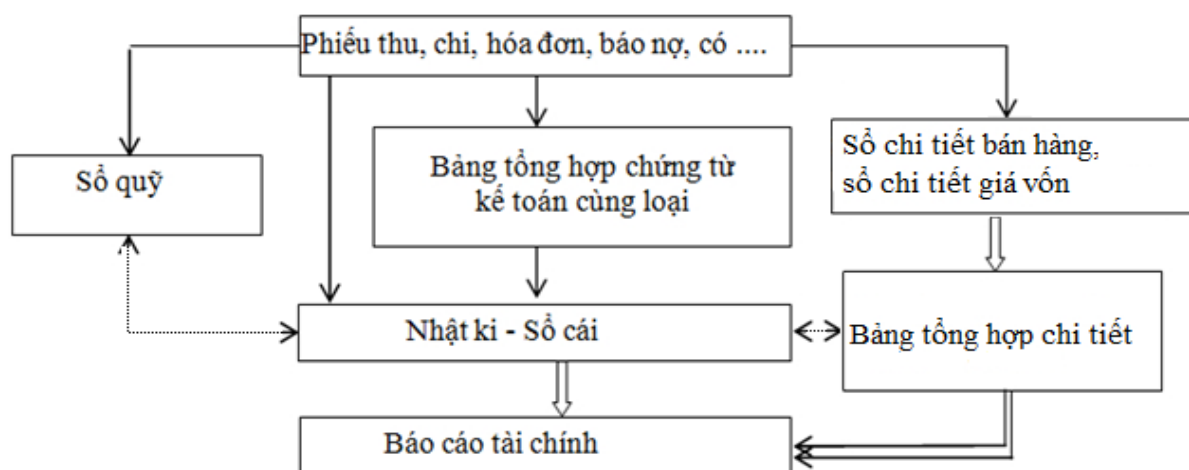 Phiếu thu, chi, hóa đơn, báo nợ, có ....
Sổ quỹ
Bảng tổng hợp chứng từ
kế toán cùng loại
Sổ chi tiết bán hàng,
sổ chi tiết giá vốn
Nhật kí - Sổ cái
Bảng tổng hợp chi tiết
Báo cáo tài chính